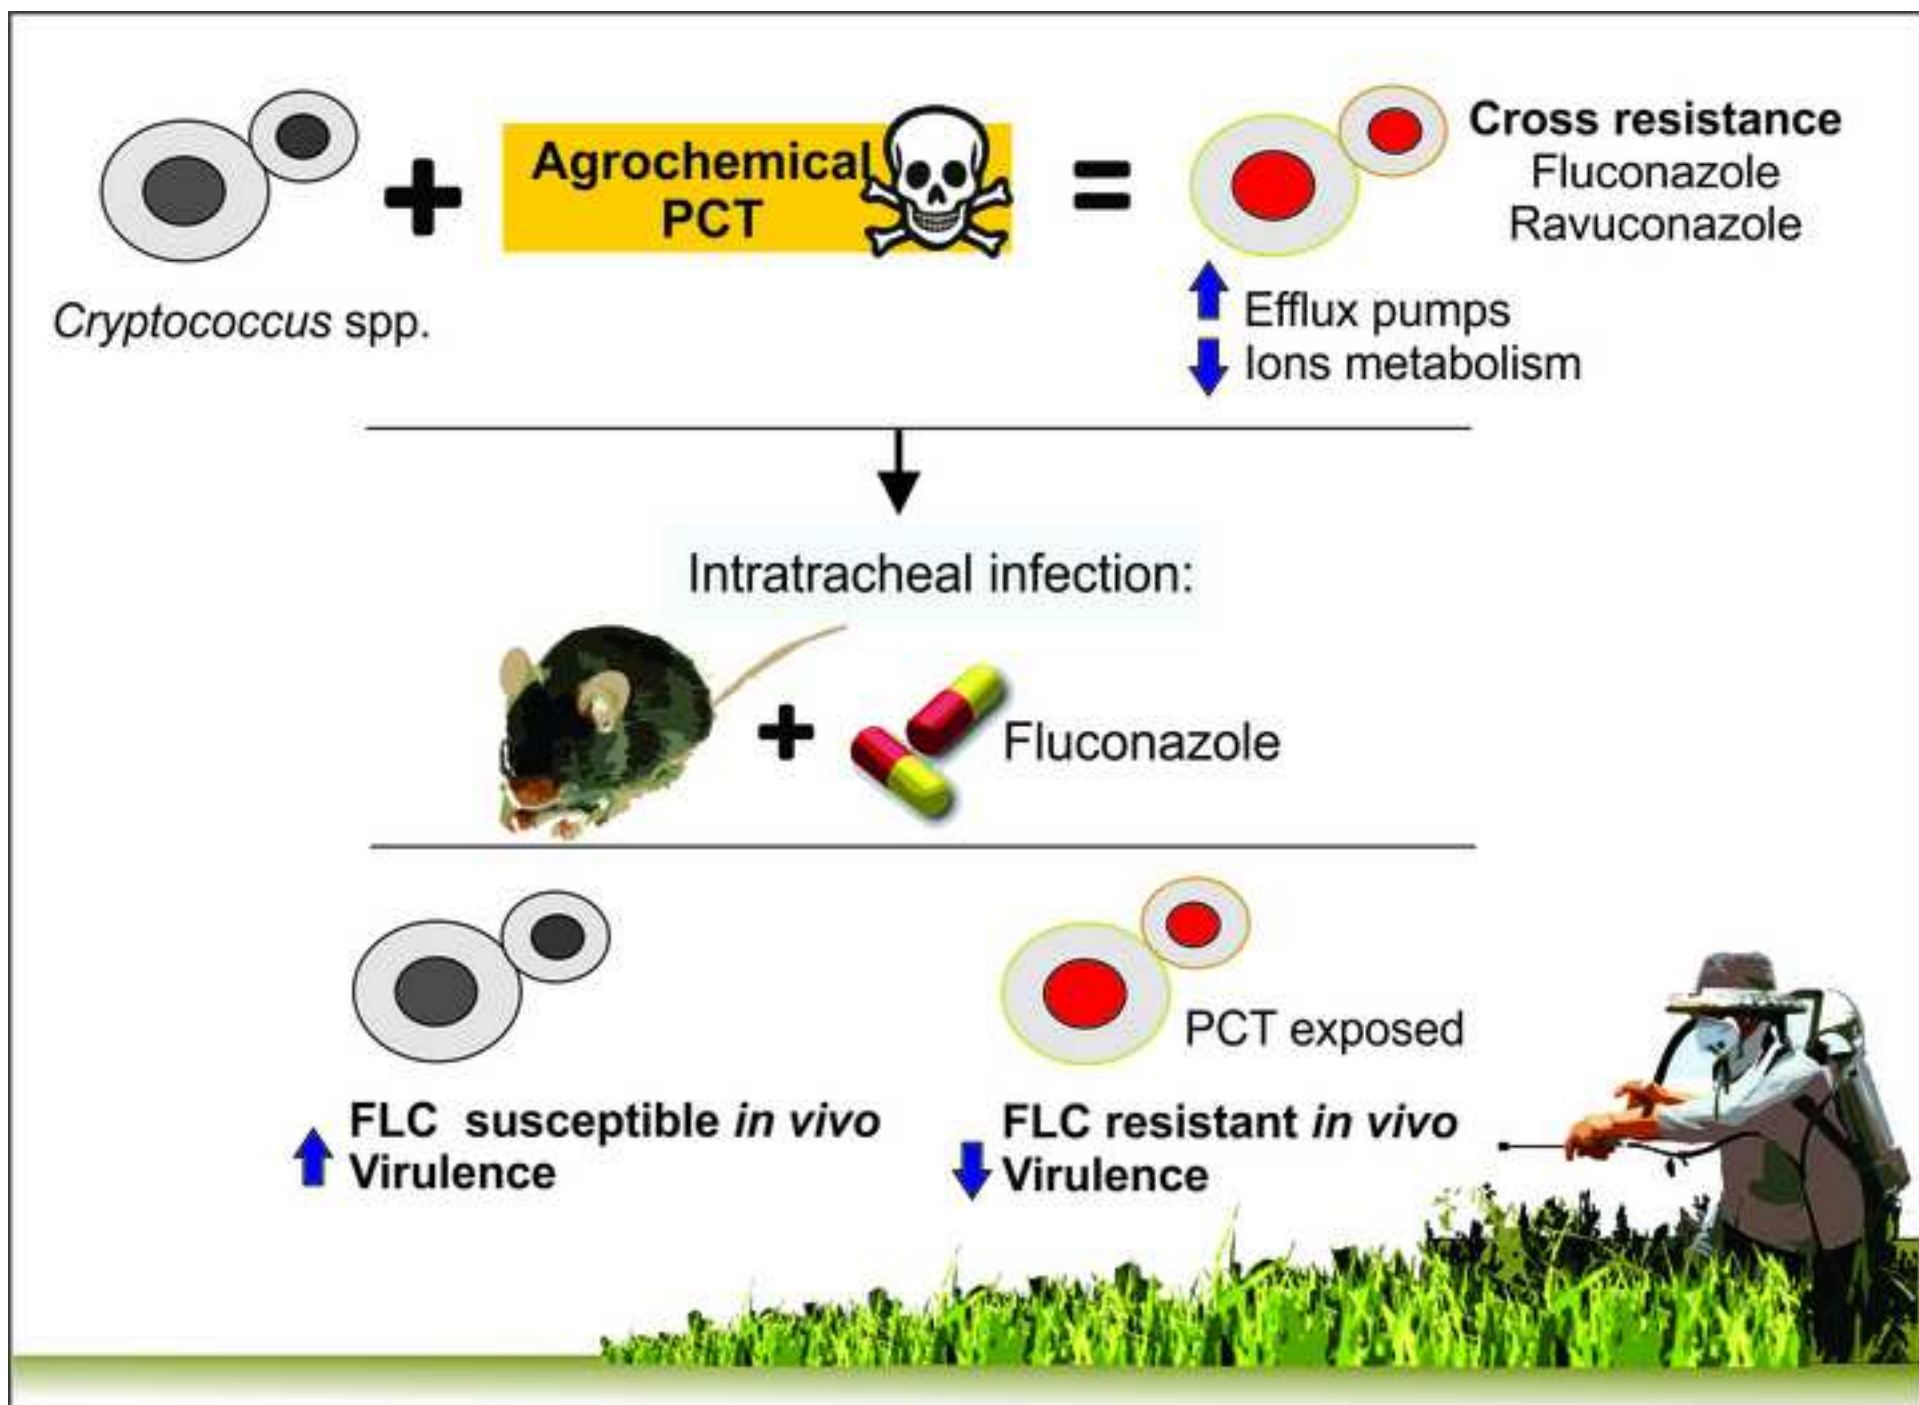 Agrochemical
PCT
Cross resistance
Fluconazole
Ravuconazole
Cryptococcus spp.
Efflux pumps
Ions metabolism
Intratracheal infection:
Fluconazole
PCT exposed
FLC susceptible in vivo
Virulence
FLC resistant in vivo
Virulence